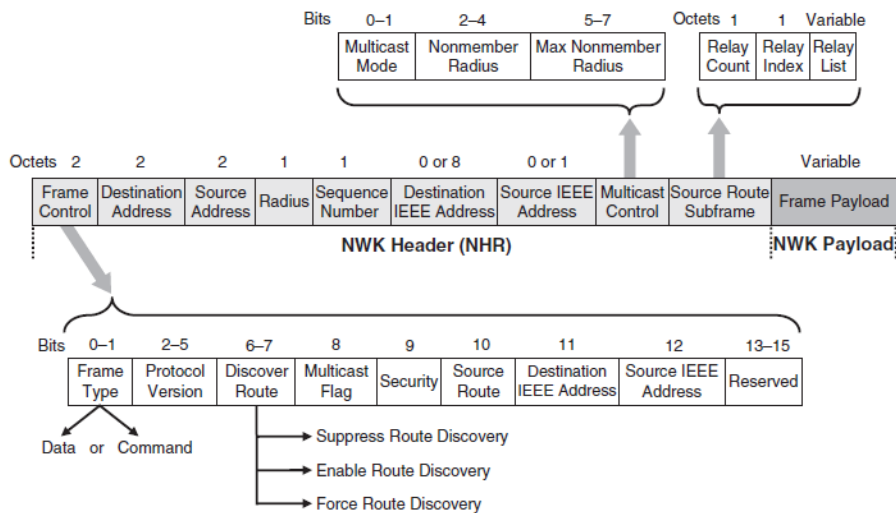 Bits 0–1 2–4 5–7 Octets 1 1 Variable
Multicast Mode Nonmember Radius Max Nonmember Radius Relay Count Relay Index Relay List
Octets 2 2 2 1 1 0 or 8 0 or 1 Variable
Frame Control Destination Address Source Address Radius Sequence Number Destination IEEE Address Source IEEE Address Multicast Control Source Route Subframe Frame Payload
NWK Header (NHR) NWK Payload
Bits 0–1 2–5 6–7 8 9 10 11 12 13–15
Frame Type Protocol Version Discover Route Multicast Flag Security Source Route Destination IEEE Address Source IEEE Address Reserved
Data or Command
Suppress Route Discovery
Enable Route Discovery
Force Route Discovery